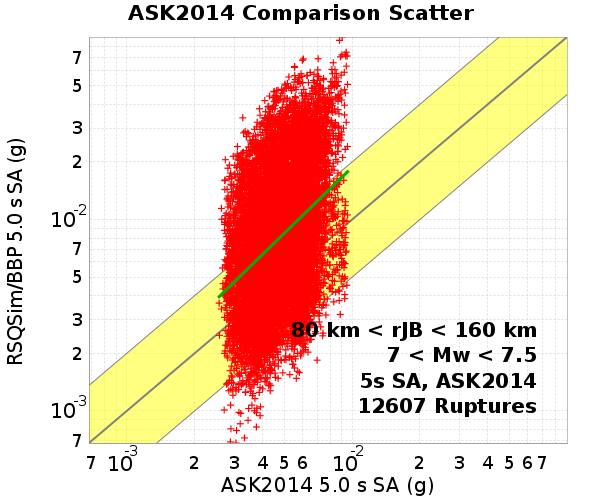 ASK2014 Comparison Scatter
RSQSim/BBP 5.0 s SA (g)
7
5
3
2
10-2
7
5
3
2
10-3
7
80 km < rJB < 160 km
7 < Mw < 7.5
5s SA, ASK2014
12607 Ruptures
7 10-3 2 3 4 5 6 10-2 2 3 4 5 6 7
ASK2014 5.0 s SA (g)